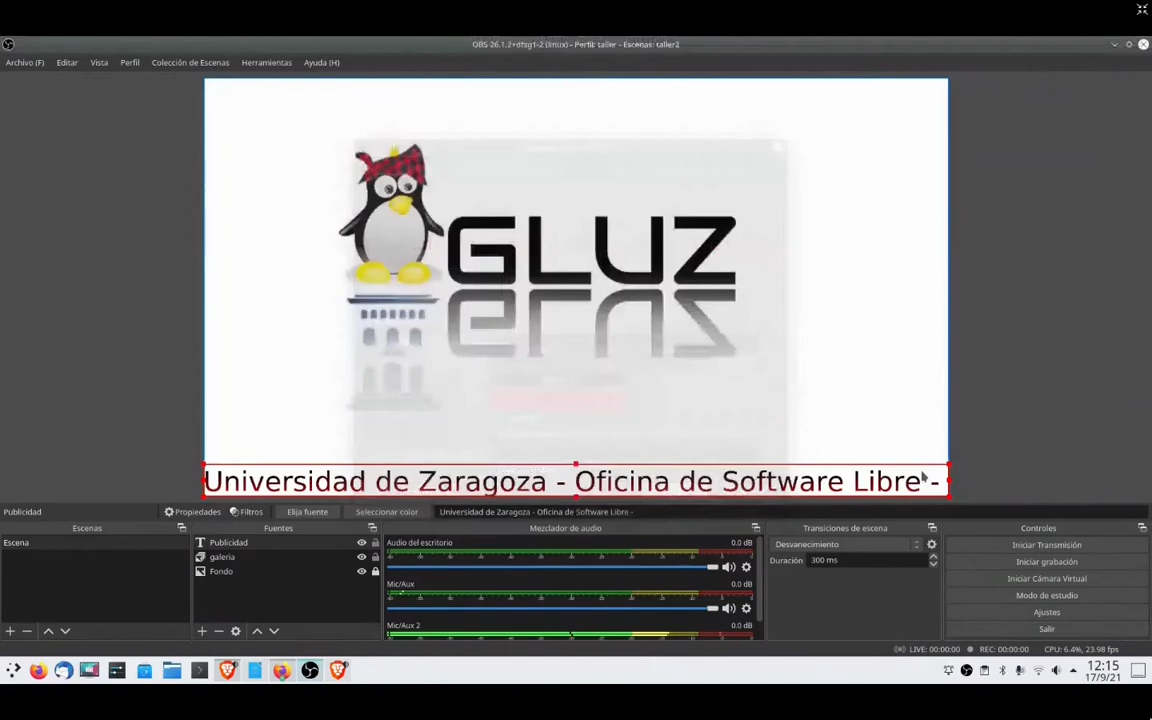 OBS 26.1.2+dfsg1-2 (linux) - Perfil: taller - Escenas: taller2
Archivo (F) Editar Vista Perfil Colección de Escenas Herramientas Ayuda (H)
GLUZ
Universidad de Zaragoza - Oficina de Software Libre -
Publicidad Propiedades Filtros Elija fuente Seleccionar color Universidad de Zaragoza - Oficina de Software Libre -
Escenas Fuentes Mezclador de audio Transiciones de escena Controles
Escena
Publicidad
galeria
Fondo
Audio del escritorio 0.0 dB
Mic/Aux 0.0 dB
Mic/Aux 2 0.0 dB
Desvanecimiento
Duración 300 ms
Iniciar Transmisión
Iniciar grabación
Iniciar Cámara Virtual
Modo de estudio
Ajustes
Salir
LIVE: 00:00:00 REC: 00:00:00 CPU: 6.4%, 23.98 fps
12:15
17/9/21